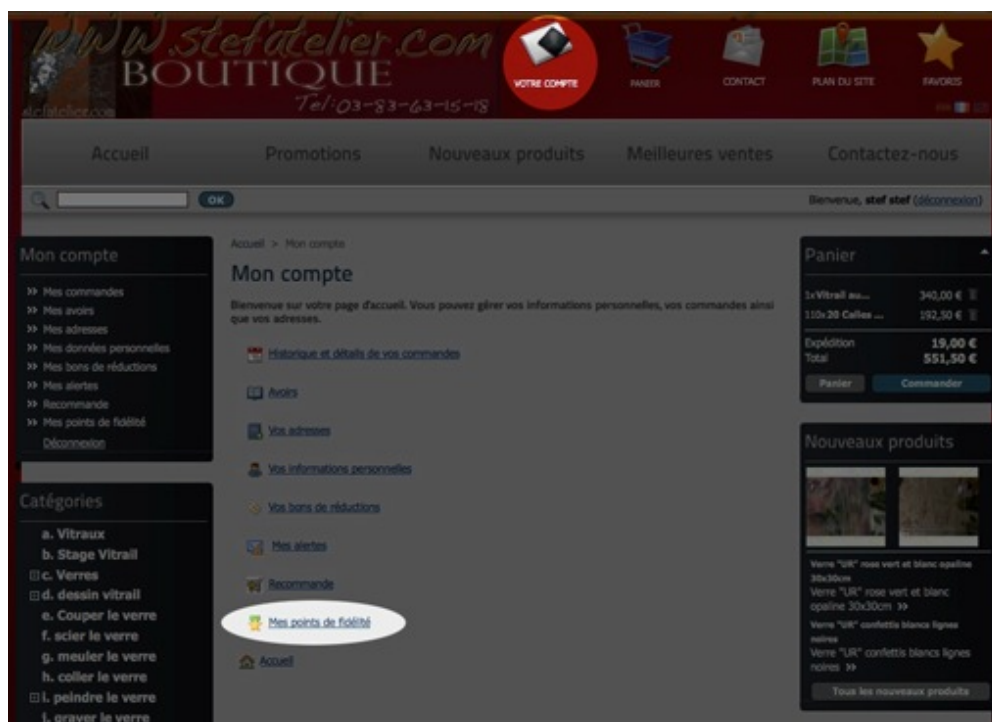 www.stefatelier.com
BOUTIQUE
Tél:03-83-63-15-18
stefatelier.com
VOTRE COMPTE
PANIER
CONTACT
PLAN DU SITE
FAVORIS
Accueil
Promotions
Nouveaux produits
Meilleures ventes
Contactez-nous
OK
Bienvenue, stef stef (déconnexion)
Mon compte
>> Mes commandes
>> Mes avoirs
>> Mes adresses
>> Mes données personnelles
>> Mes bons de réductions
>> Mes alertes
>> Recommande
>> Mes points de fidélité
Déconnexion
Catégories
a. Vitraux
b. Stage Vitrail
c. Verres
d. dessin vitrail
e. Couper le verre
f. scier le verre
g. meuler le verre
h. coller le verre
i. peindre le verre
j. graver le verre
Accueil > Mon compte
Mon compte
Bienvenue sur votre page d'accueil. Vous pouvez gérer vos informations personnelles, vos commandes ainsi
que vos adresses.
Historique et détails de vos commandes
Avoirs
Vos adresses
Vos informations personnelles
Vos bons de réductions
Mes alertes
Recommande
Mes points de fidélité
Accueil
Panier
1x Vitrail au... 340,00 €
110x 20 Calles ... 192,50 €
Expédition 19,00 €
Total 551,50 €
Panier
Commander
Nouveaux produits
Verre "UR" rose vert et blanc opaline
30x30cm
Verre "UR" rose vert et blanc
opaline 30x30cm >>
Verre "UR" confettis blancs lignes
noires
Verre "UR" confettis blancs lignes
noires >>
Tous les nouveaux produits